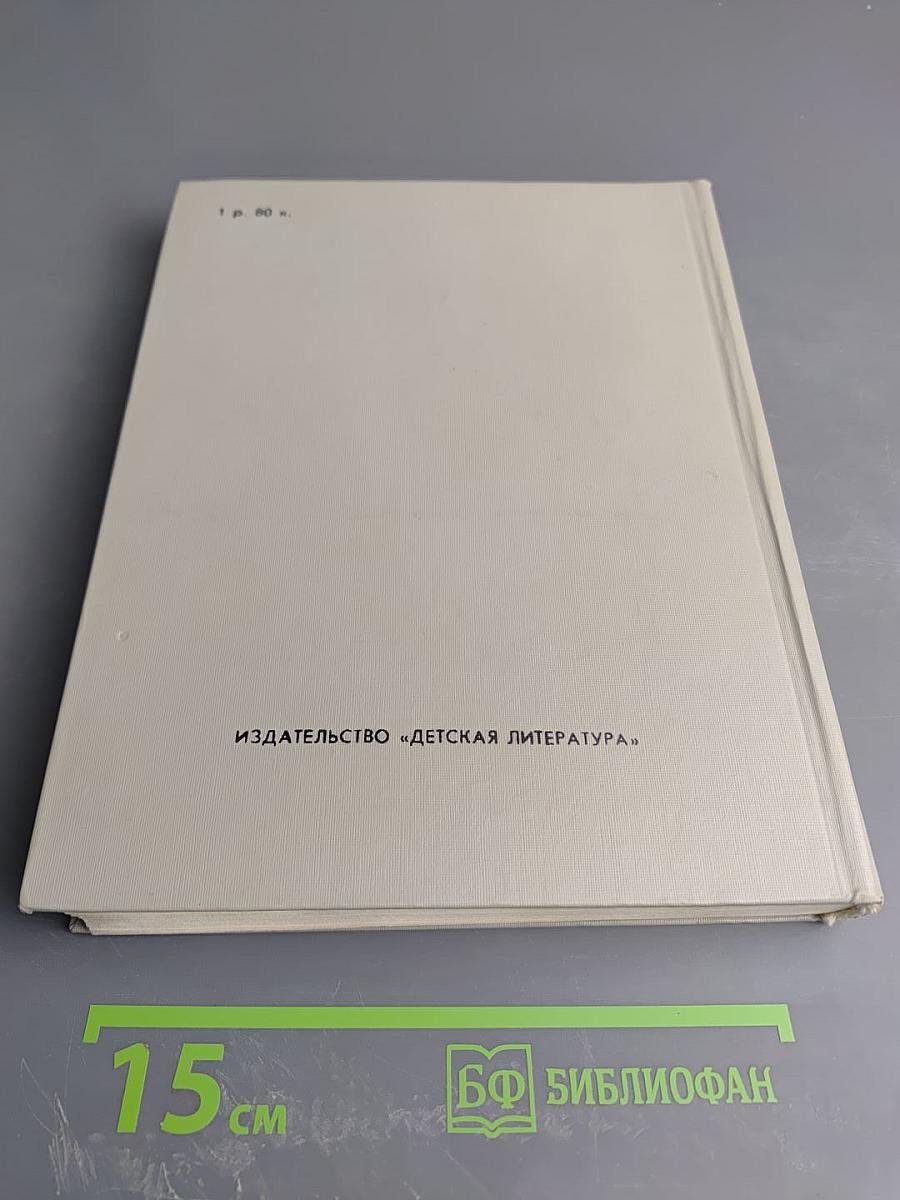 1 р. 80 к.
ИЗДАТЕЛЬСТВО «ДЕТСКАЯ ЛИТЕРАТУРА»
15 см
БФ БИБЛИОФАН